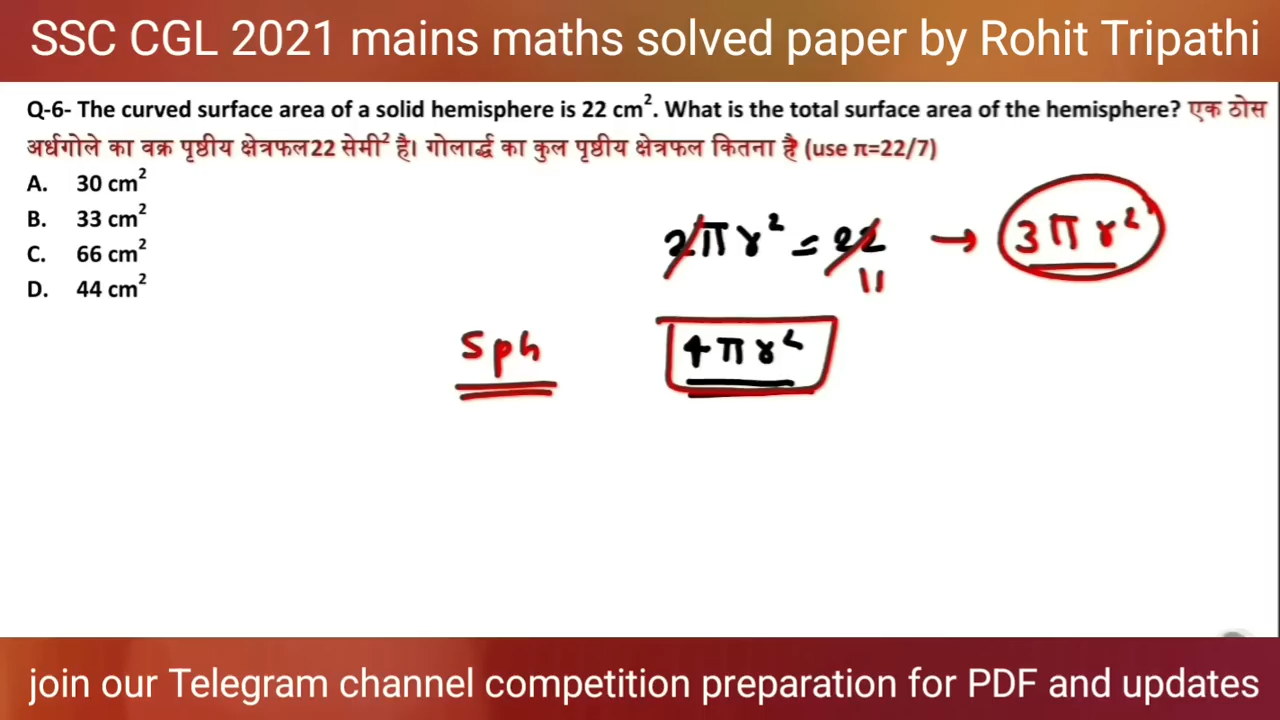 SSC CGL 2021 mains maths solved paper by Rohit Tripathi
Q-6- The curved surface area of a solid hemisphere is 22 cm². What is the total surface area of the hemisphere? एक ठोस
अर्धगोले का वक्र पृष्ठीय क्षेत्रफल22 सेमी² है। गोलार्द्ध का कुल पृष्ठीय क्षेत्रफल कितना है (use π=22/7)
A. 30 cm²
B. 33 cm²
C. 66 cm²
D. 44 cm²
2πr² = 22 → 3πr²
11
Sph 4πr²
join our Telegram channel competition preparation for PDF and updates